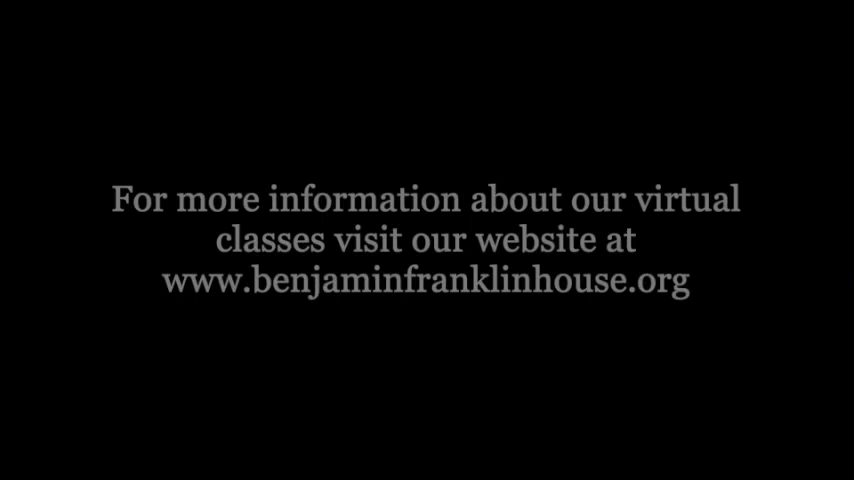 For more information about our virtual
classes visit our website at
www.benjaminfranklinhouse.org